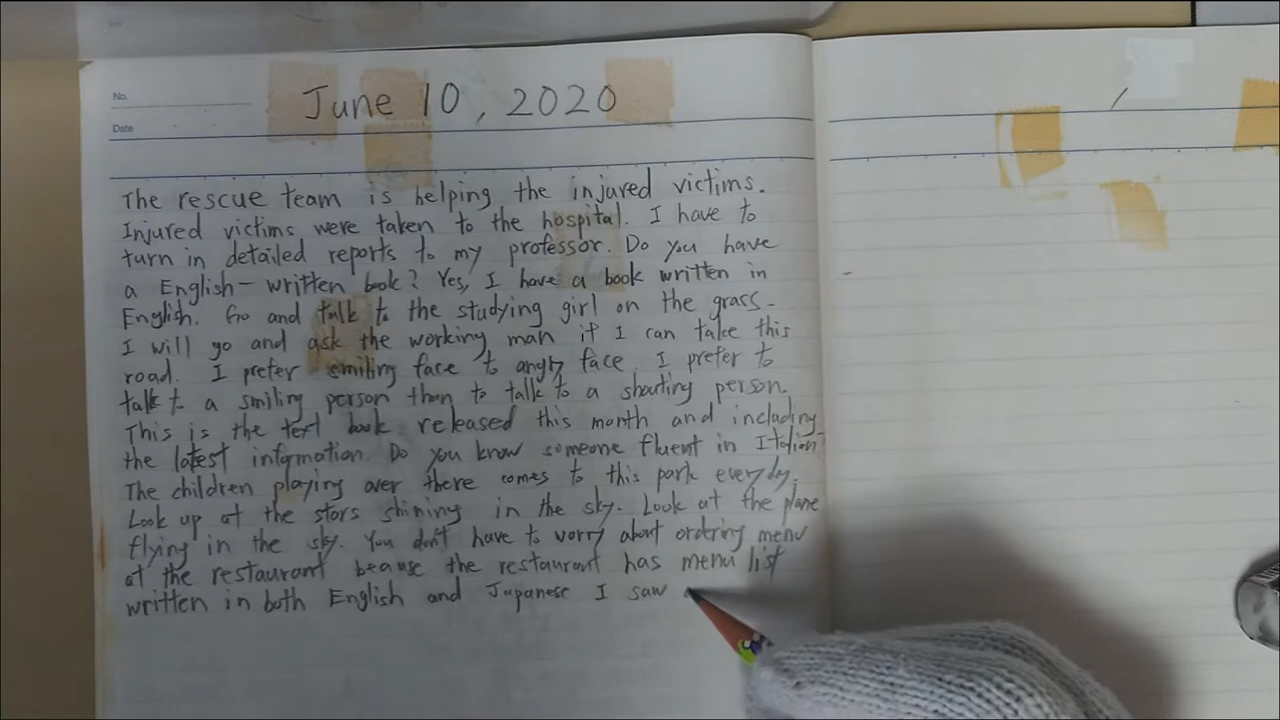 No.
Date
June 10, 2020
The rescue team is helping the injured victims.
Injured victims were taken to the hospital. I have to
turn in detailed reports to my professor. Do you have
a English-written book? Yes, I have a book written in
English. Go and talk to the studying girl on the grass.
I will go and ask the working man if I can take this
road. I prefer smiling face to angry face. I prefer to
talk to a smiling person than to talk to a shouting person.
This is the text book released this month and including
the latest information. Do you know someone fluent in Italian?
The children playing over there comes to this park everyday.
Look up at the stars shining in the sky. Look at the plane
flying in the sky. You don't have to worry about ordering menu
at the restaurant because the restaurant has menu list
written in both English and Japanese I saw